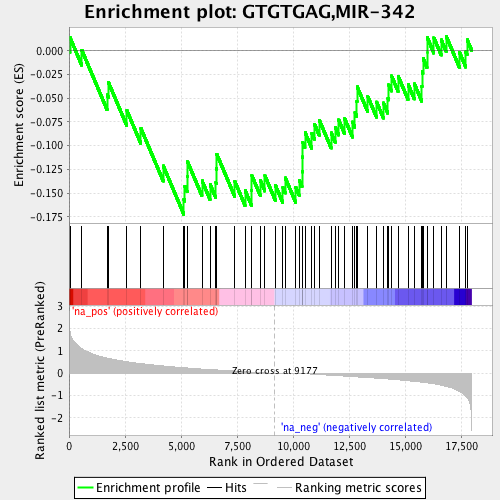 Enrichment plot: GTGTGAG,MIR-342
Enrichment score (ES)
0.000
-0.025
-0.050
-0.075
-0.100
-0.125
-0.150
-0.175
'na_pos' (positively correlated)
Ranked list metric (PreRanked)
3
2
1
0
-1
-2
Zero cross at 9177
'na_neg' (negatively correlated)
0
2,500
5,000
7,500
10,000
12,500
15,000
17,500
Rank in Ordered Dataset
Enrichment profile
Hits
Ranking metric scores